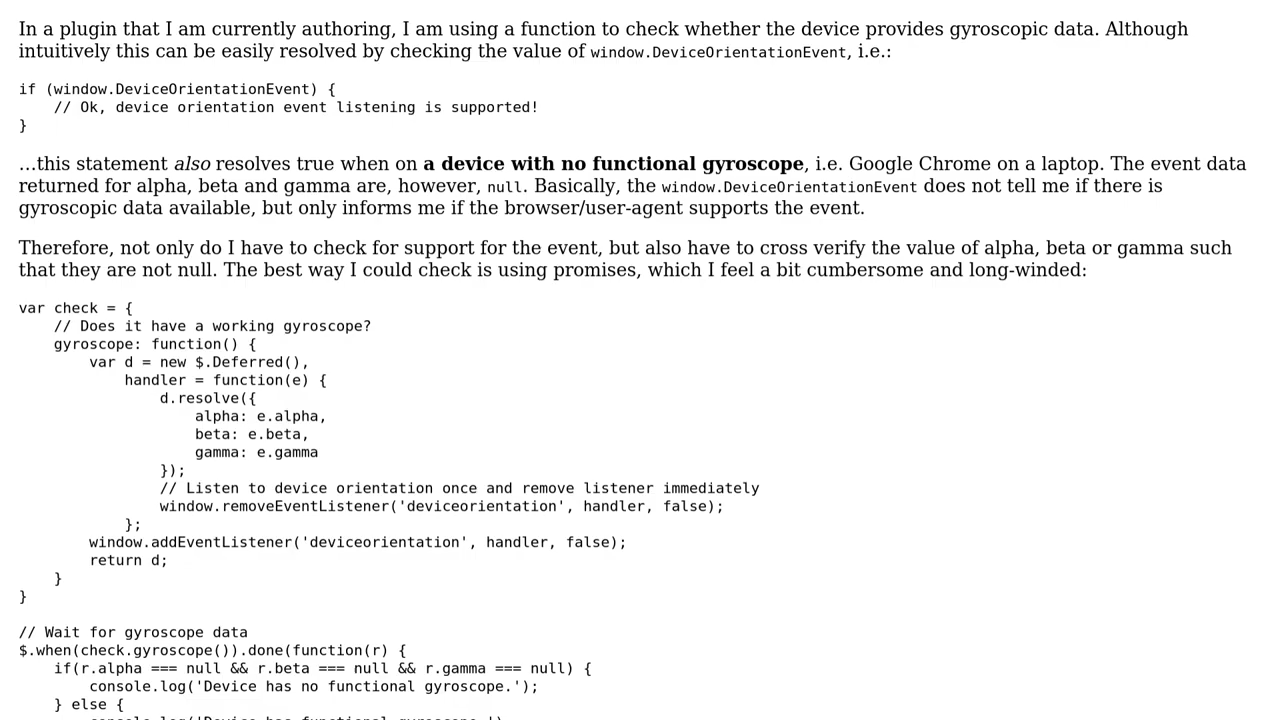 In a plugin that I am currently authoring, I am using a function to check whether the device provides gyroscopic data. Although
intuitively this can be easily resolved by checking the value of window.DeviceOrientationEvent, i.e.:
if (window.DeviceOrientationEvent) {
    // Ok, device orientation event listening is supported!
}
…this statement also resolves true when on a device with no functional gyroscope, i.e. Google Chrome on a laptop. The event data
returned for alpha, beta and gamma are, however, null. Basically, the window.DeviceOrientationEvent does not tell me if there is
gyroscopic data available, but only informs me if the browser/user-agent supports the event.
Therefore, not only do I have to check for support for the event, but also have to cross verify the value of alpha, beta or gamma such
that they are not null. The best way I could check is using promises, which I feel a bit cumbersome and long-winded:
var check = {
    // Does it have a working gyroscope?
    gyroscope: function() {
        var d = new $.Deferred(),
            handler = function(e) {
                d.resolve({
                    alpha: e.alpha,
                    beta: e.beta,
                    gamma: e.gamma
                });
                // Listen to device orientation once and remove listener immediately
                window.removeEventListener('deviceorientation', handler, false);
            };
        window.addEventListener('deviceorientation', handler, false);
        return d;
    }
}
// Wait for gyroscope data
$.when(check.gyroscope()).done(function(r) {
    if(r.alpha === null && r.beta === null && r.gamma === null) {
        console.log('Device has no functional gyroscope.');
    } else {